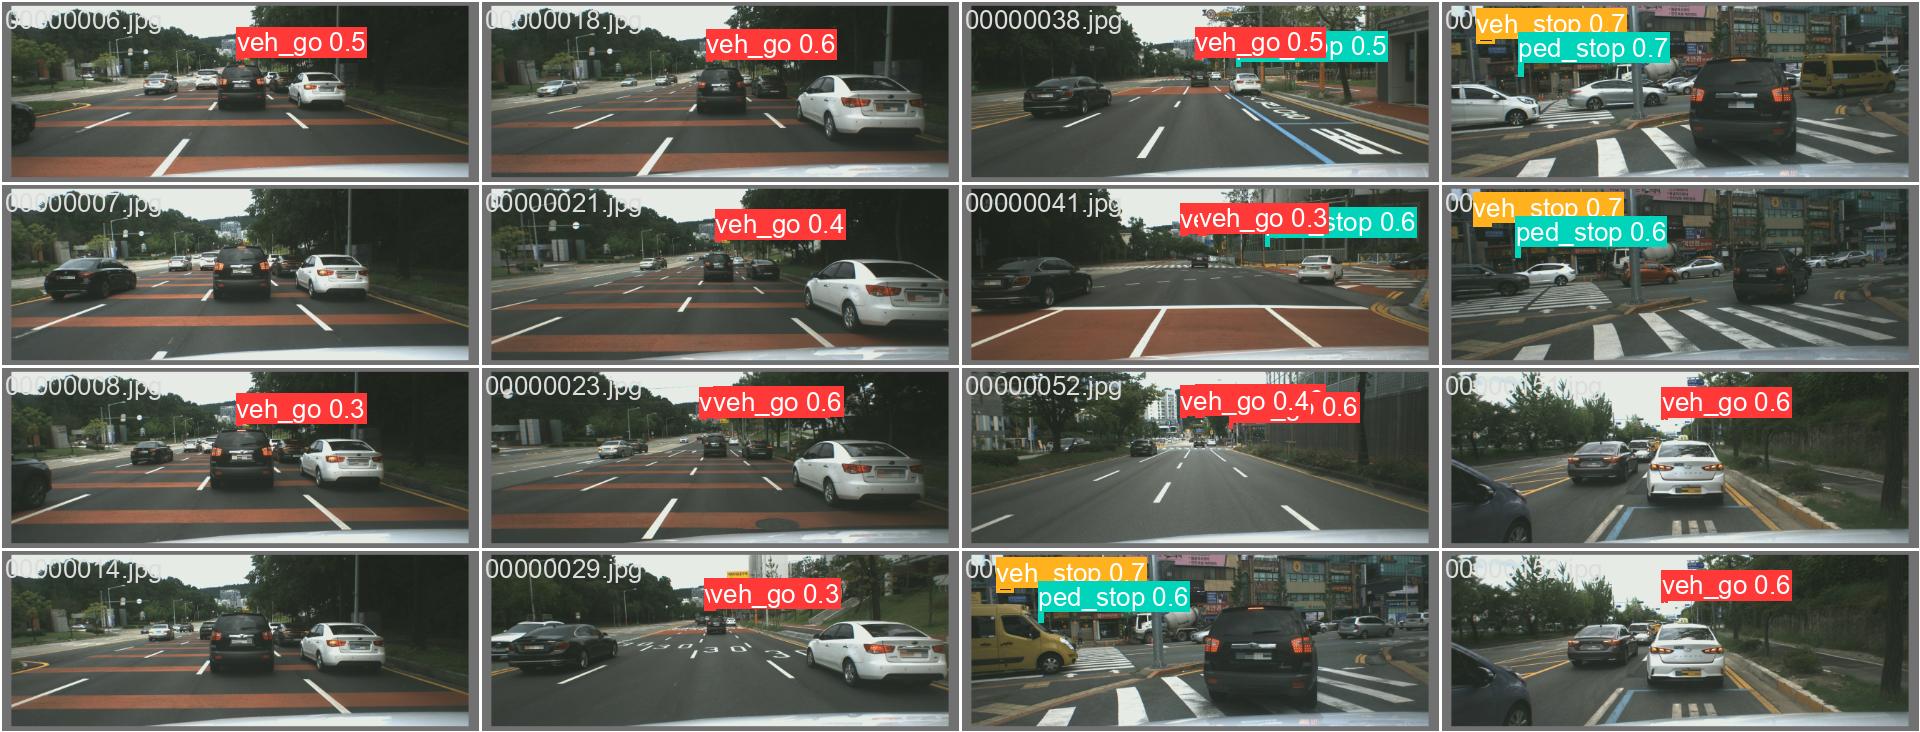 00000006.jpg
veh_go 0.5
00000018.jpg
veh_go 0.6
00000038.jpg
veh_go 0.5
p 0.5
00
veh_stop 0.7
ped_stop 0.7
00000007.jpg
00000021.jpg
veh_go 0.4
00000041.jpg
veh_go 0.3
stop 0.6
00
veh_stop 0.7
ped_stop 0.6
00000008.jpg
veh_go 0.3
00000023.jpg
veh_go 0.6
00000052.jpg
veh_go 0.4
0.6
veh_go 0.6
00000014.jpg
00000029.jpg
veh_go 0.3
00
veh_stop 0.7
ped_stop 0.6
veh_go 0.6